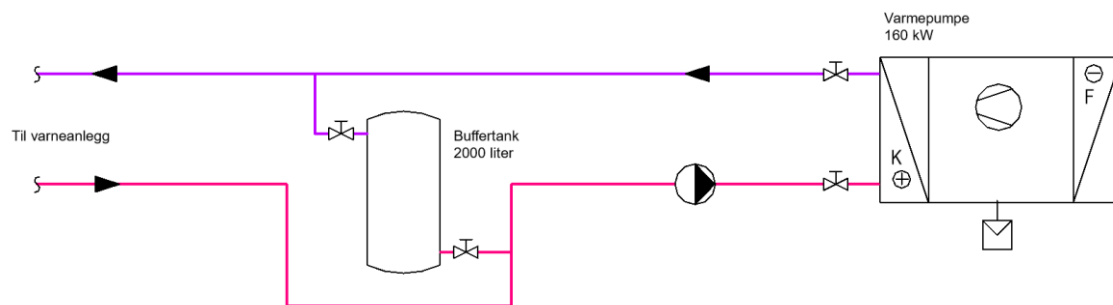 Varmepumpe
160 kW
F
Til varneanlegg
Buffertank
2000 liter
K